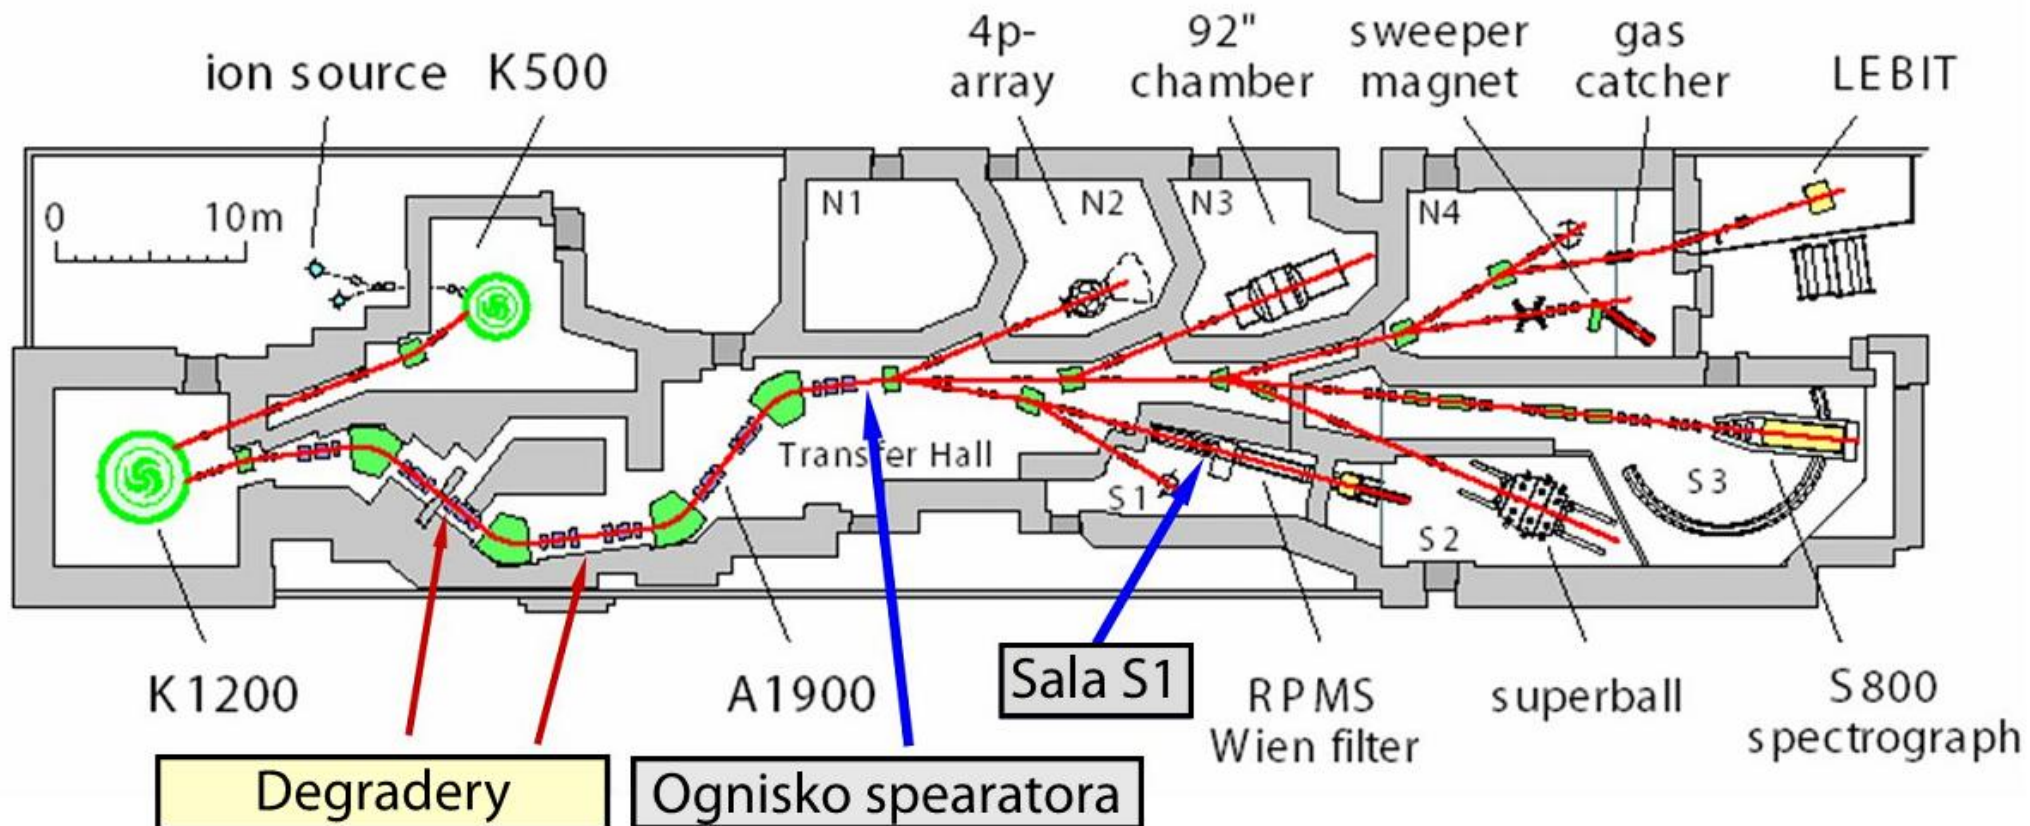 ion source
K500
4p-
array
92"
chamber
sweeper
magnet
gas
catcher
LEBIT
0
10m
N1
N2
N3
N4
Transfer Hall
S1
S2
S3
K1200
A1900
Sala S1
RPMS
Wien filter
superball
S800
spectrograph
Degradery
Ognisko spearatora